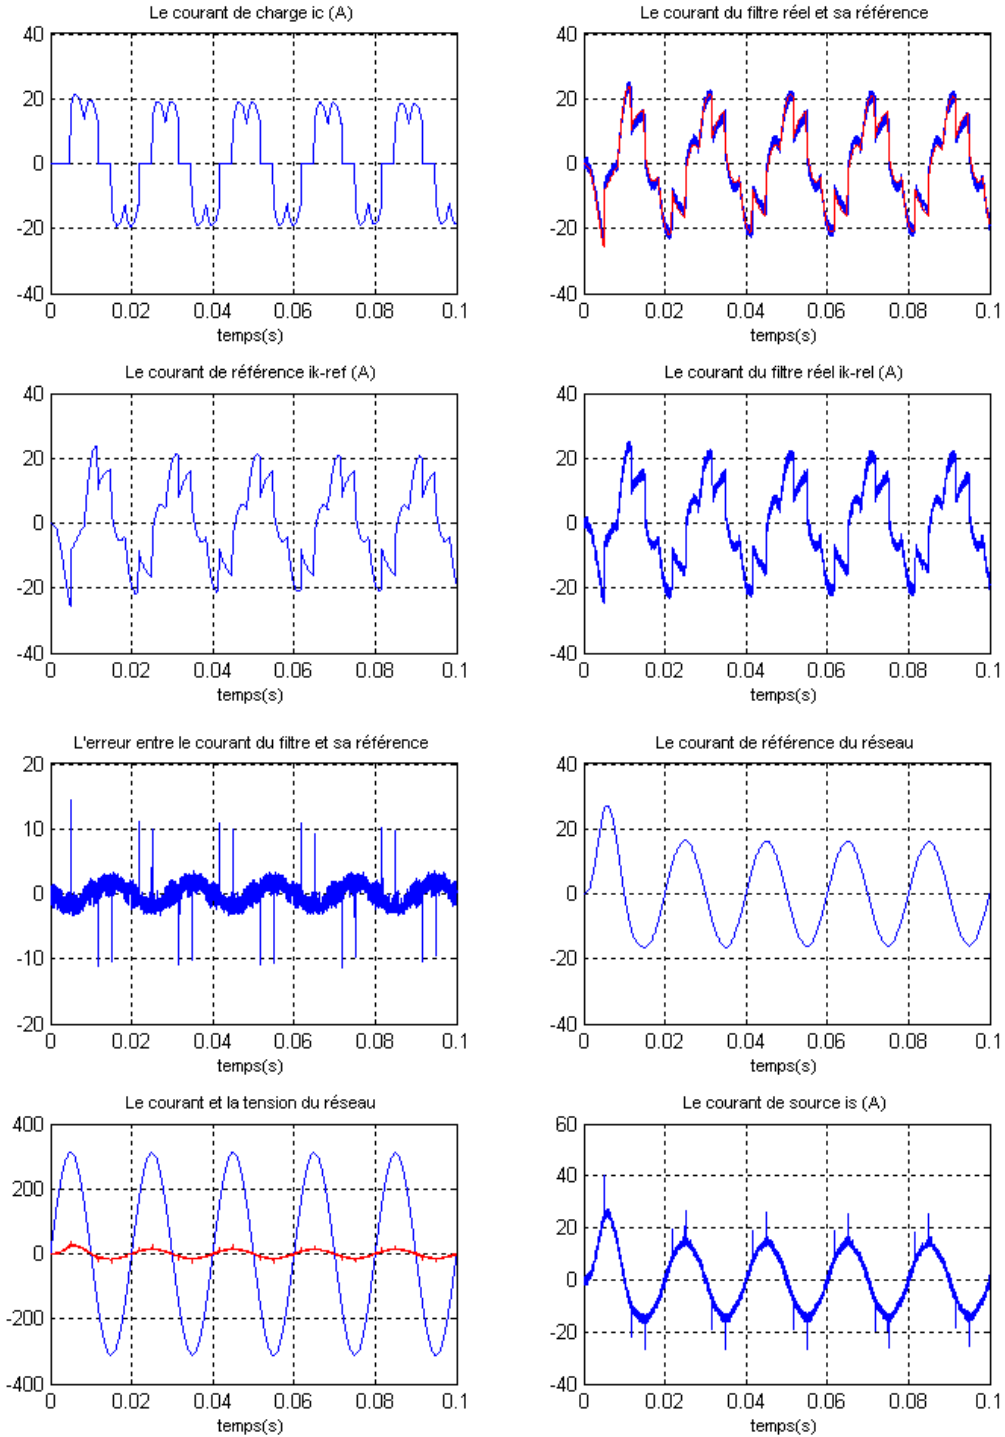 Le courant de charge ic (A)
40
20
0
-20
-40
0 0.02 0.04 0.06 0.08 0.1
temps(s)
Le courant du filtre réel et sa référence
40
20
0
-20
-40
0 0.02 0.04 0.06 0.08 0.1
temps(s)
Le courant de référence ik-ref (A)
40
20
0
-20
-40
0 0.02 0.04 0.06 0.08 0.1
temps(s)
Le courant du filtre réel ik-rel (A)
40
20
0
-20
-40
0 0.02 0.04 0.06 0.08 0.1
temps(s)
L'erreur entre le courant du filtre et sa référence
20
10
0
-10
-20
0 0.02 0.04 0.06 0.08 0.1
temps(s)
Le courant de référence du réseau
40
20
0
-20
-40
0 0.02 0.04 0.06 0.08 0.1
temps(s)
Le courant et la tension du réseau
400
200
0
-200
-400
0 0.02 0.04 0.06 0.08 0.1
temps(s)
Le courant de source is (A)
60
40
20
0
-20
-40
0 0.02 0.04 0.06 0.08 0.1
temps(s)